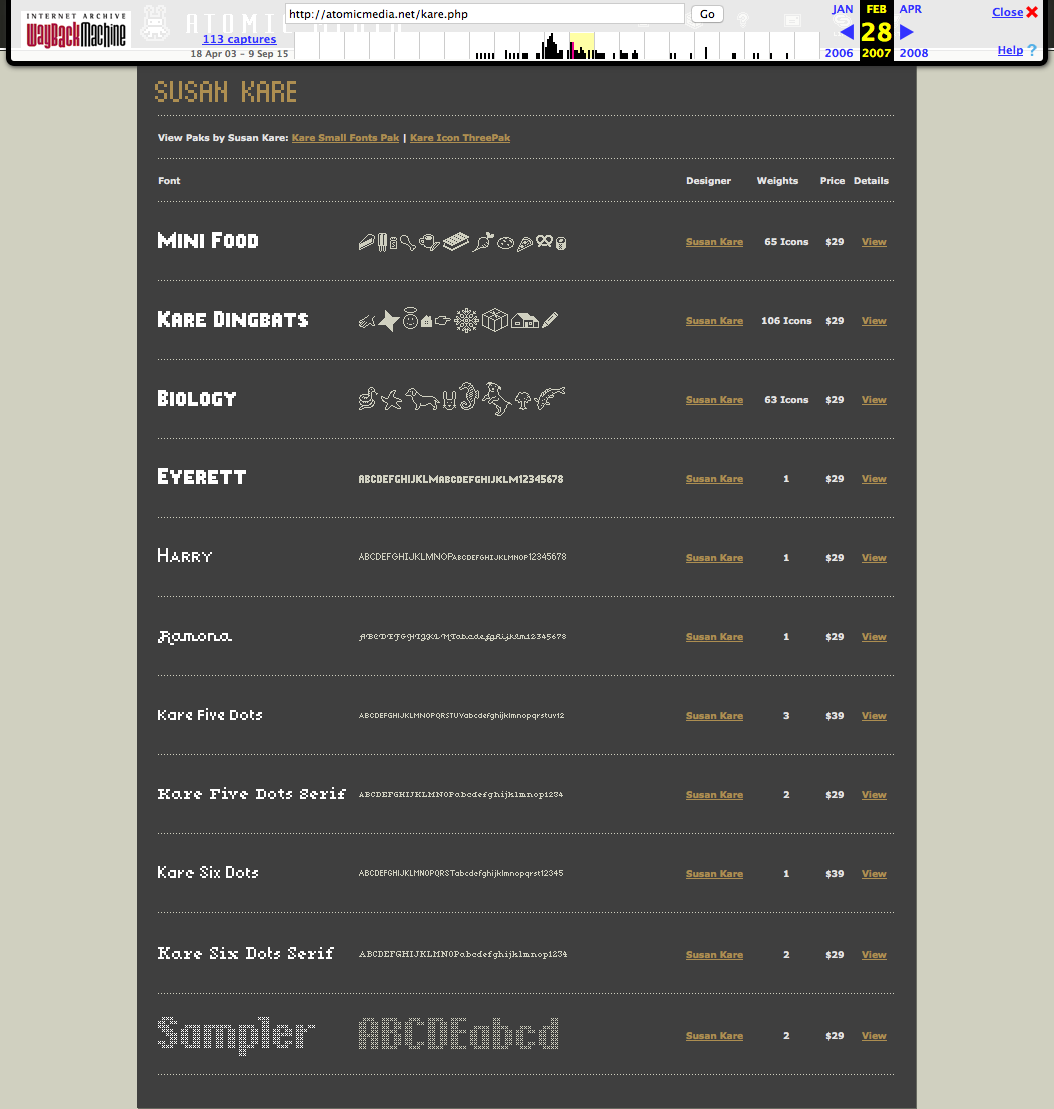 INTERNET ARCHIVE
WayBackMachine
ATOMIC
http://atomicmedia.net/kare.php
Go
JAN FEB APR
Close
113 captures
28
18 Apr 03 - 9 Sep 15
2006 2007 2008
Help ?
SUSAN KARE
View Paks by Susan Kare: Kare Small Fonts Pak | Kare Icon ThreePak
Font Designer Weights Price Details
Mini Food Susan Kare 65 Icons $29 View
Kare Dingbats Susan Kare 106 Icons $29 View
Biology Susan Kare 63 Icons $29 View
Everett ABCDEFGHIJKLMABCDEFGHIJKLM12345678 Susan Kare 1 $29 View
Harry ABCDEFGHIJKLMNOPABCDEFGHIJKLMNOP12345678 Susan Kare 1 $29 View
Ramona ABCDEFGHIJKLMabcdefghijklm12345678 Susan Kare 1 $29 View
Kare Five Dots ABCDEFGHIJKLMNOPQRSTUVabcdefghijklmnopqrstuv12 Susan Kare 3 $39 View
Kare Five Dots Serif ABCDEFGHIJKLMNOPabcdefghijklmnop1234 Susan Kare 2 $29 View
Kare Six Dots ABCDEFGHIJKLMNOPQRSTabcdefghijklmnopqrst12345 Susan Kare 1 $39 View
Kare Six Dots Serif ABCDEFGHIJKLMNOPabcdefghijklmnop1234 Susan Kare 2 $29 View
Sampler ABCDEabcd Susan Kare 2 $29 View